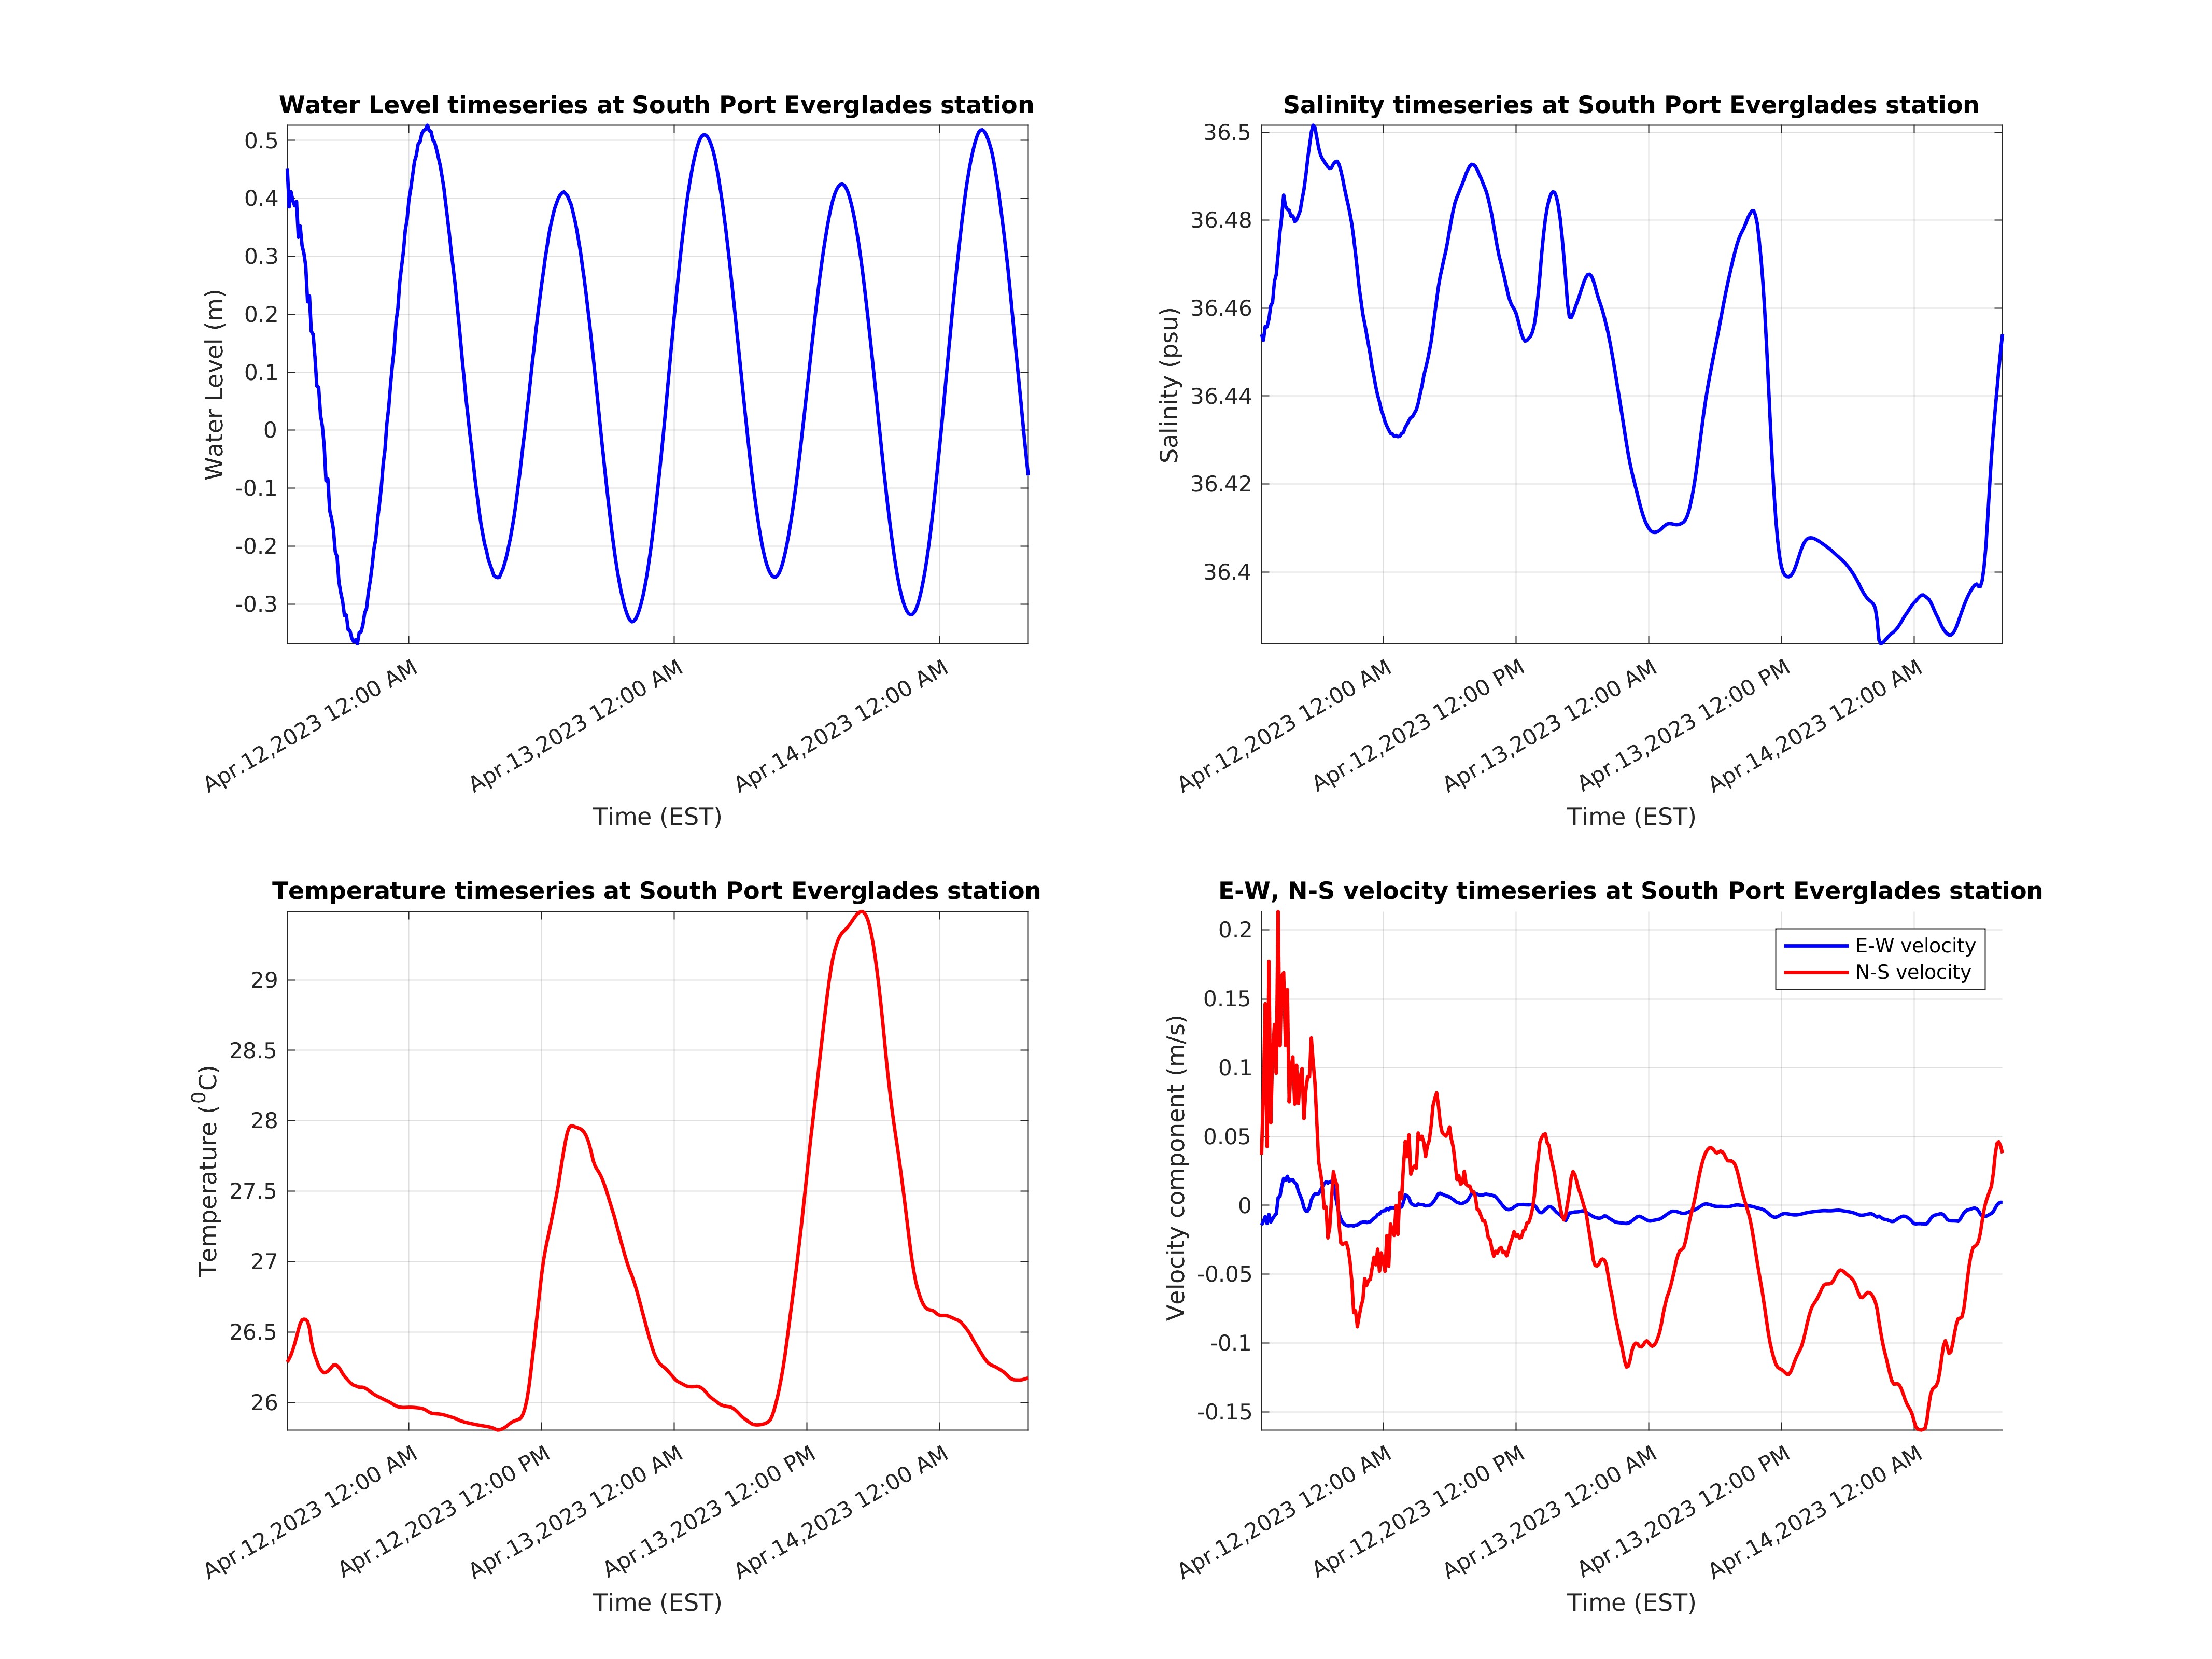 Water Level timeseries at South Port Everglades station
Water Level (m)
0.5
0.4
0.3
0.2
0.1
0
-0.1
-0.2
-0.3
Apr.12,2023 12:00 AM
Apr.13,2023 12:00 AM
Apr.14,2023 12:00 AM
Time (EST)
Salinity timeseries at South Port Everglades station
Salinity (psu)
36.5
36.48
36.46
36.44
36.42
36.4
Apr.12,2023 12:00 AM
Apr.12,2023 12:00 PM
Apr.13,2023 12:00 AM
Apr.13,2023 12:00 PM
Apr.14,2023 12:00 AM
Time (EST)
Temperature timeseries at South Port Everglades station
Temperature (⁰C)
29
28.5
28
27.5
27
26.5
26
Apr.12,2023 12:00 AM
Apr.12,2023 12:00 PM
Apr.13,2023 12:00 AM
Apr.13,2023 12:00 PM
Apr.14,2023 12:00 AM
Time (EST)
E-W, N-S velocity timeseries at South Port Everglades station
Velocity component (m/s)
0.2
0.15
0.1
0.05
0
-0.05
-0.1
-0.15
E-W velocity
N-S velocity
Apr.12,2023 12:00 AM
Apr.12,2023 12:00 PM
Apr.13,2023 12:00 AM
Apr.13,2023 12:00 PM
Apr.14,2023 12:00 AM
Time (EST)